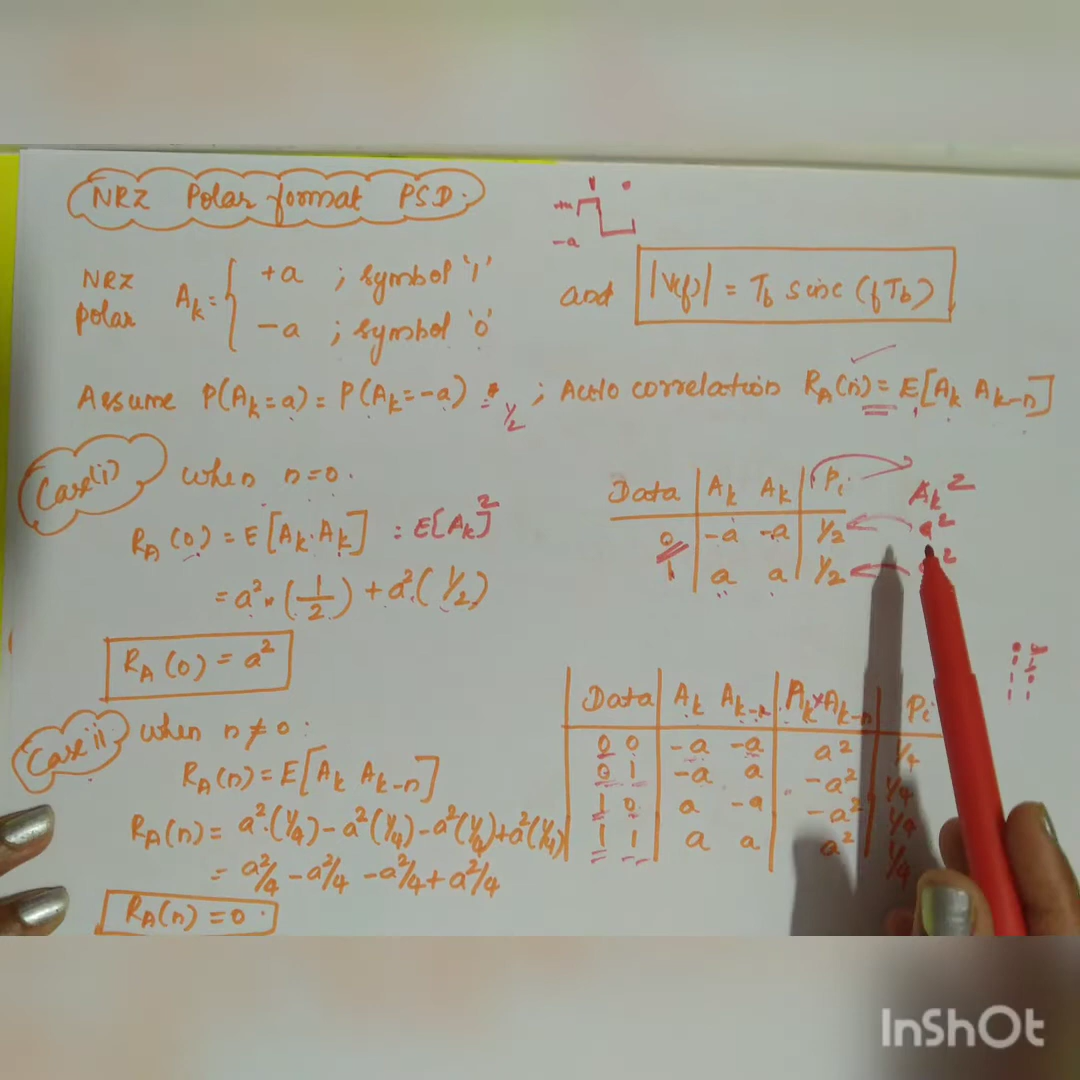 NRZ Polar format PSD.
+a
-a
NRZ polar Ak = { +a ; symbol '1'
-a ; symbol '0'
and |V(f)| = Tb sinc (fTb)
Assume P(Ak=a) = P(Ak=-a) = 1/2 ; Auto correlation RA(n) = E[Ak Ak-n]
Case(i) when n=0.
RA(0) = E[Ak.Ak] = E[Ak]²
= a² × (1/2) + a²(1/2)
RA(0) = a²
Data Ak Ak Pi Ak²
0 -a -a 1/2 a²
1 a a 1/2
Case ii) when n≠0:
RA(n) = E[Ak Ak-n]
RA(n) = a²·(1/4) - a²(1/4) - a²(1/4) + a²(1/4)
= a²/4 - a²/4 - a²/4 + a²/4
RA(n) = 0.
Data Ak Ak-n Ak×Ak-n Pi
0 0 -a -a a² 1/4
0 1 -a a -a² 1/4
1 0 a -a -a² 1/4
1 1 a a a² 1/4
InShOt